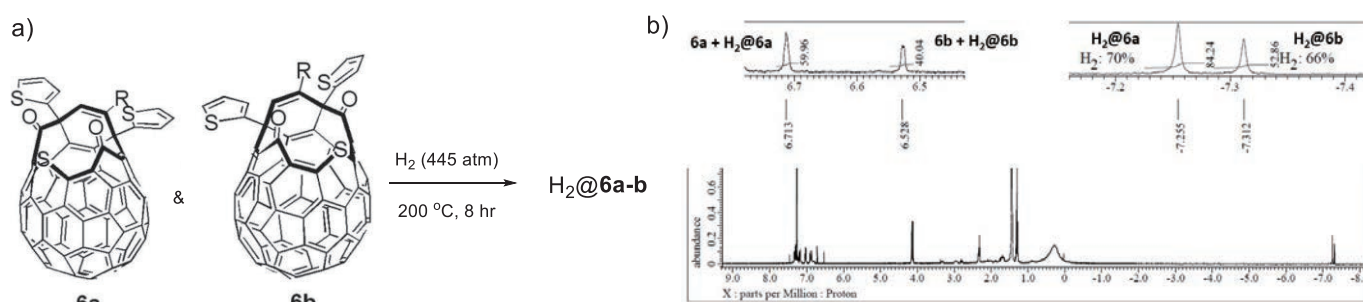 a)
S
R
S
O
O
S
6a
&
S
R
S
O
O
S
6b
H2 (445 atm)
200 °C, 8 hr
H2@6a-b
b)
6a + H2@6a
59.96
6b + H2@6b
40.04
6.7 6.6 6.5
6.713
6.528
H2@6a
H2: 70%
84.24
H2@6b
H2: 66%
52.86
-7.2 -7.3 -7.4
-7.255
-7.312
abundance
0 0.2 0.4 0.6
9.0 8.0 7.0 6.0 5.0 4.0 3.0 2.0 1.0 0 -1.0 -2.0 -3.0 -4.0 -5.0 -6.0 -7.0 -8.
X : parts per Million : Proton